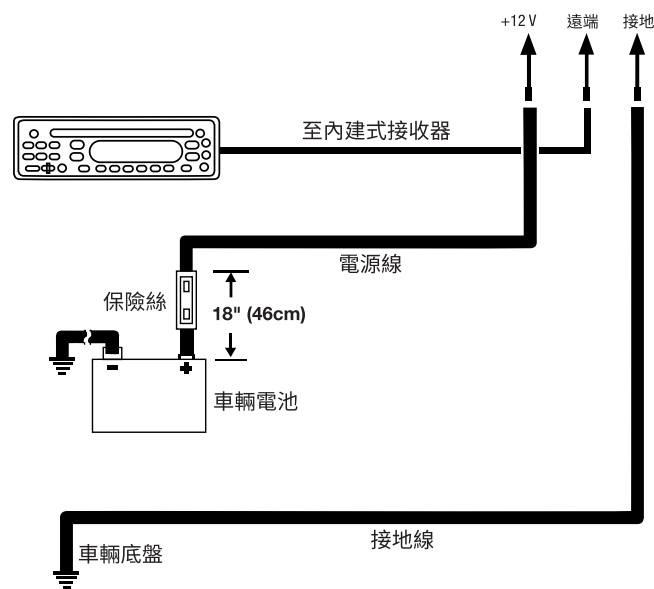 +12 V
遠端
接地
至內建式接收器
電源線
保險絲
18" (46cm)
車輛電池
車輛底盤
接地線